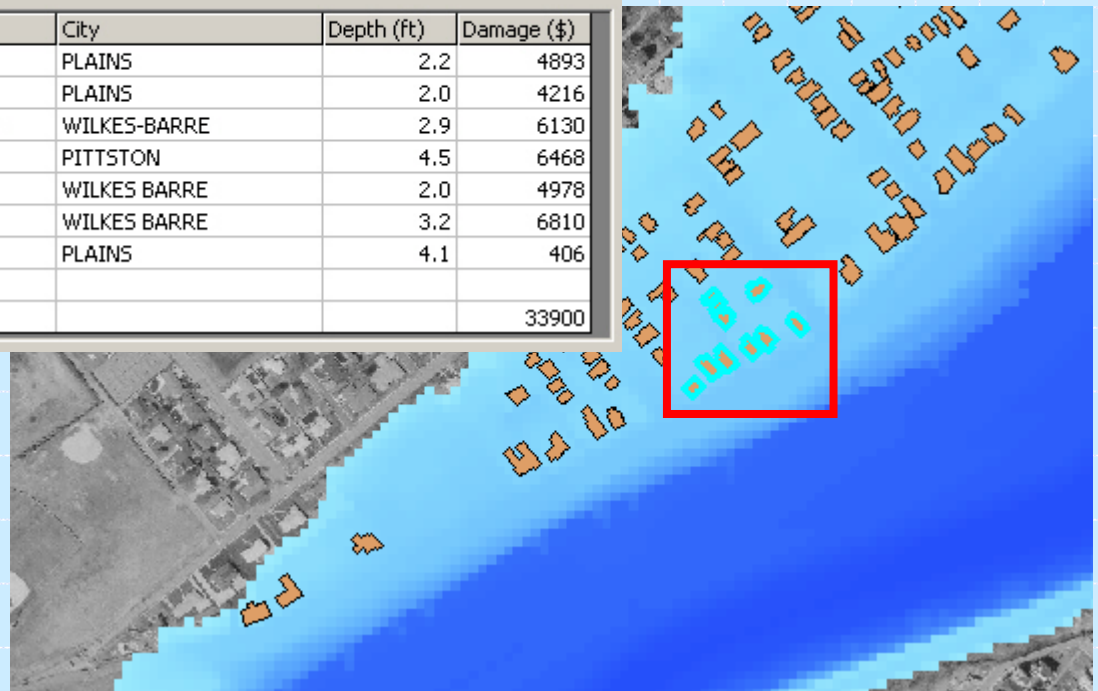 City Depth (ft) Damage ($)
PLAINS 2.2 4893
PLAINS 2.0 4216
WILKES-BARRE 2.9 6130
PITTSTON 4.5 6468
WILKES BARRE 2.0 4978
WILKES BARRE 3.2 6810
PLAINS 4.1 406
33900